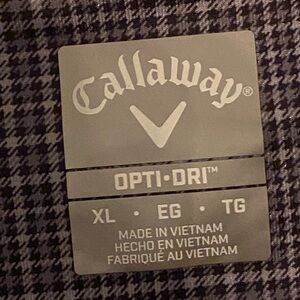 Callaway®
OPTI•DRI™
XL • EG • TG
MADE IN VIETNAM
HECHO EN VIETNAM
FABRIQUÉ AU VIETNAM